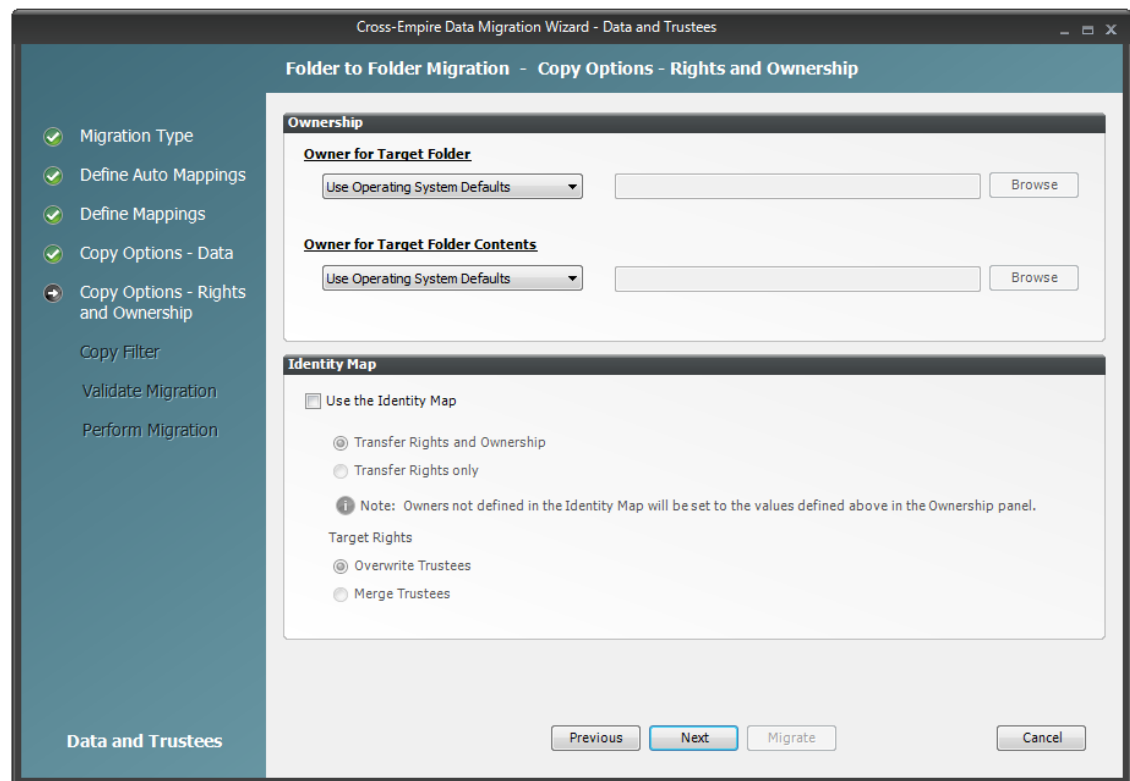 Cross-Empire Data Migration Wizard - Data and Trustees
Folder to Folder Migration - Copy Options - Rights and Ownership
Migration Type
Define Auto Mappings
Define Mappings
Copy Options - Data
Copy Options - Rights
and Ownership
Copy Filter
Validate Migration
Perform Migration
Data and Trustees
Ownership
Owner for Target Folder
Use Operating System Defaults
Browse
Owner for Target Folder Contents
Use Operating System Defaults
Browse
Identity Map
Use the Identity Map
Transfer Rights and Ownership
Transfer Rights only
Note: Owners not defined in the Identity Map will be set to the values defined above in the Ownership panel.
Target Rights
Overwrite Trustees
Merge Trustees
Previous
Next
Migrate
Cancel